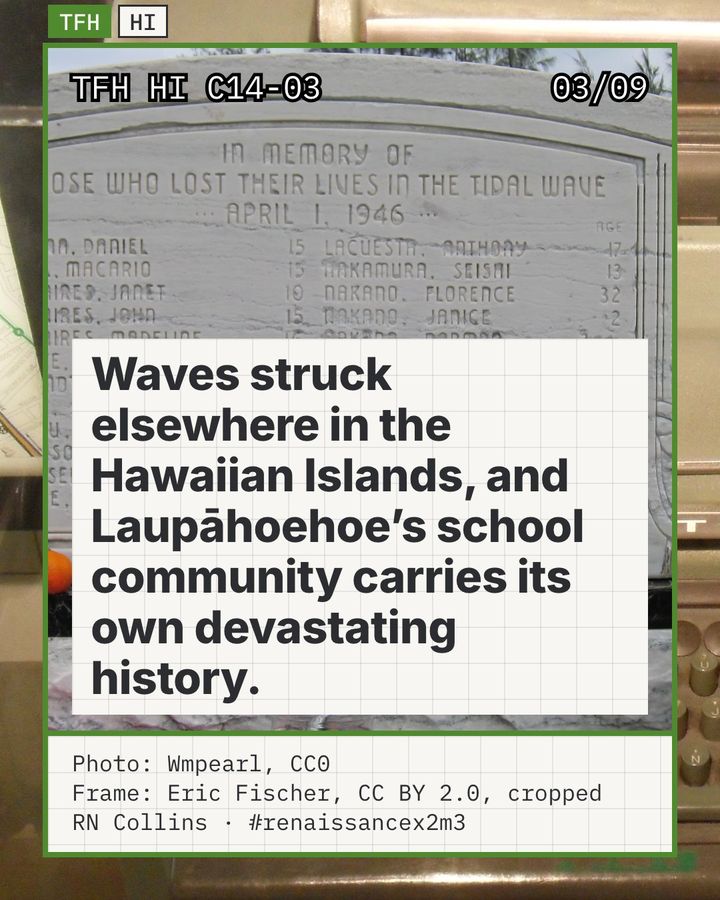 TFH HI
TFH HI C14-03 03/09
IN MEMORY OF
OSE WHO LOST THEIR LIVES IN THE TIDAL WAVE
APRIL 1, 1946
AGE
DANIEL 15 LACUESTA, ANTHONY 17
MACARIO 15 NAKAMURA, SEISHI 13
JANET 10 NAKANO, FLORENCE 32
JOHN 15 NAKANO, JANICE 2
Waves struck
elsewhere in the
Hawaiian Islands, and
Laupāhoehoe’s school
community carries its
own devastating
history.
Photo: Wmpearl, CC0
Frame: Eric Fischer, CC BY 2.0, cropped
RN Collins · #renaissancex2m3